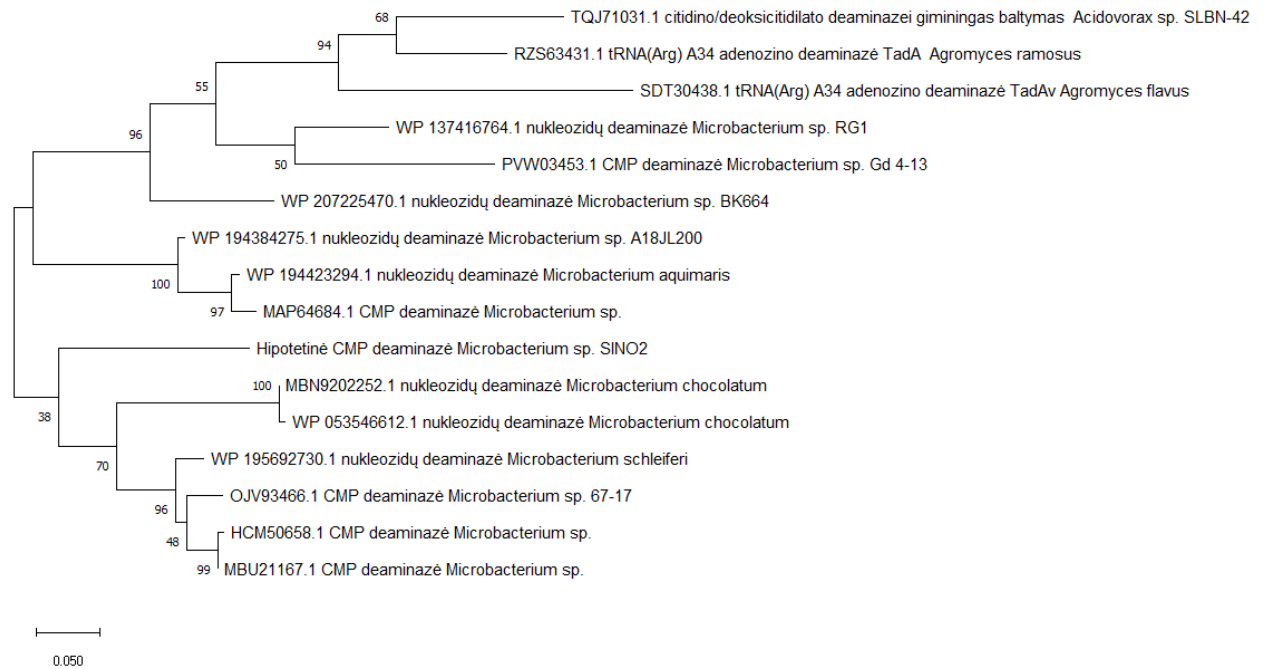 68
TQJ71031.1 citidino/deoksicitidilato deaminazei giminingas baltymas Acidovorax sp. SLBN-42
94
RZS63431.1 tRNA(Arg) A34 adenozino deaminazė TadA Agromyces ramosus
55
SDT30438.1 tRNA(Arg) A34 adenozino deaminazė TadAv Agromyces flavus
96
WP 137416764.1 nukleozidų deaminazė Microbacterium sp. RG1
50
PVW03453.1 CMP deaminazė Microbacterium sp. Gd 4-13
WP 207225470.1 nukleozidų deaminazė Microbacterium sp. BK664
WP 194384275.1 nukleozidų deaminazė Microbacterium sp. A18JL200
100
WP 194423294.1 nukleozidų deaminazė Microbacterium aquimaris
97
MAP64684.1 CMP deaminazė Microbacterium sp.
Hipotetinė CMP deaminazė Microbacterium sp. SINO2
100
MBN9202252.1 nukleozidų deaminazė Microbacterium chocolatum
38
WP 053546612.1 nukleozidų deaminazė Microbacterium chocolatum
70
WP 195692730.1 nukleozidų deaminazė Microbacterium schleiferi
96
OJV93466.1 CMP deaminazė Microbacterium sp. 67-17
48
HCM50658.1 CMP deaminazė Microbacterium sp.
99
MBU21167.1 CMP deaminazė Microbacterium sp.
0.050